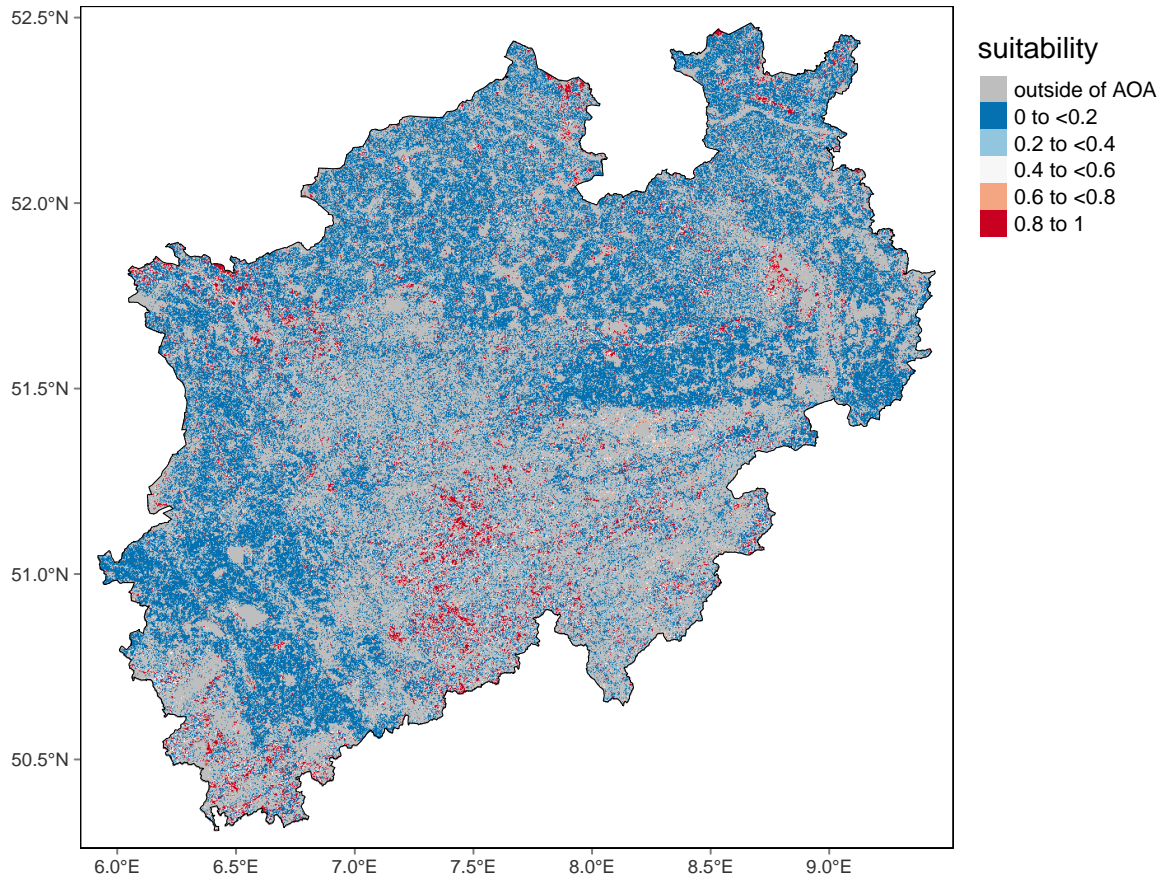 52.5°N
52.0°N
51.5°N
51.0°N
50.5°N
6.0°E 6.5°E 7.0°E 7.5°E 8.0°E 8.5°E 9.0°E
suitability
outside of AOA
0 to <0.2
0.2 to <0.4
0.4 to <0.6
0.6 to <0.8
0.8 to 1